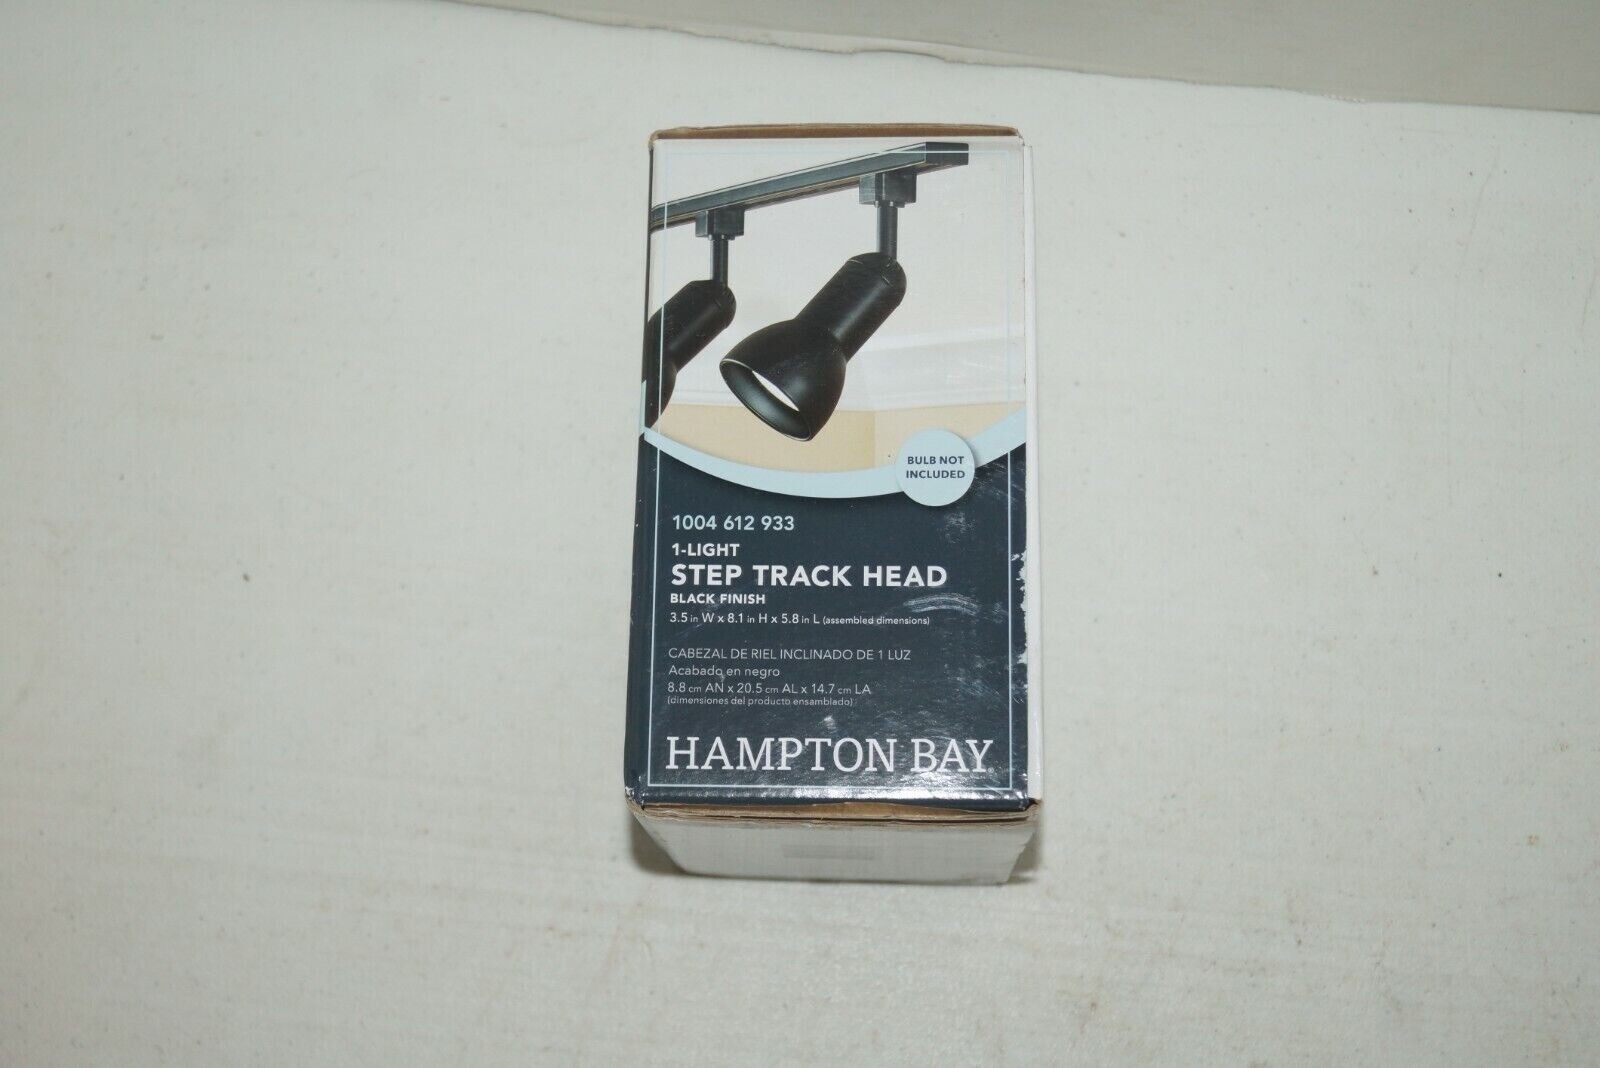 BULB NOT
INCLUDED
1004 612 933
1-LIGHT
STEP TRACK HEAD
BLACK FINISH
3.5 in W x 8.1 in H x 5.8 in L (assembled dimensions)
CABEZAL DE RIEL INCLINADO DE 1 LUZ
Acabado en negro
8.8 cm AN x 20.5 cm AL x 14.7 cm LA
(dimensiones del producto ensamblado)
HAMPTON BAY®